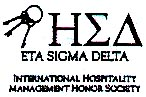 ΗΣΔ
ETA SIGMA DELTA
INTERNATIONAL HOSPITALITY
MANAGEMENT HONOR SOCIETY